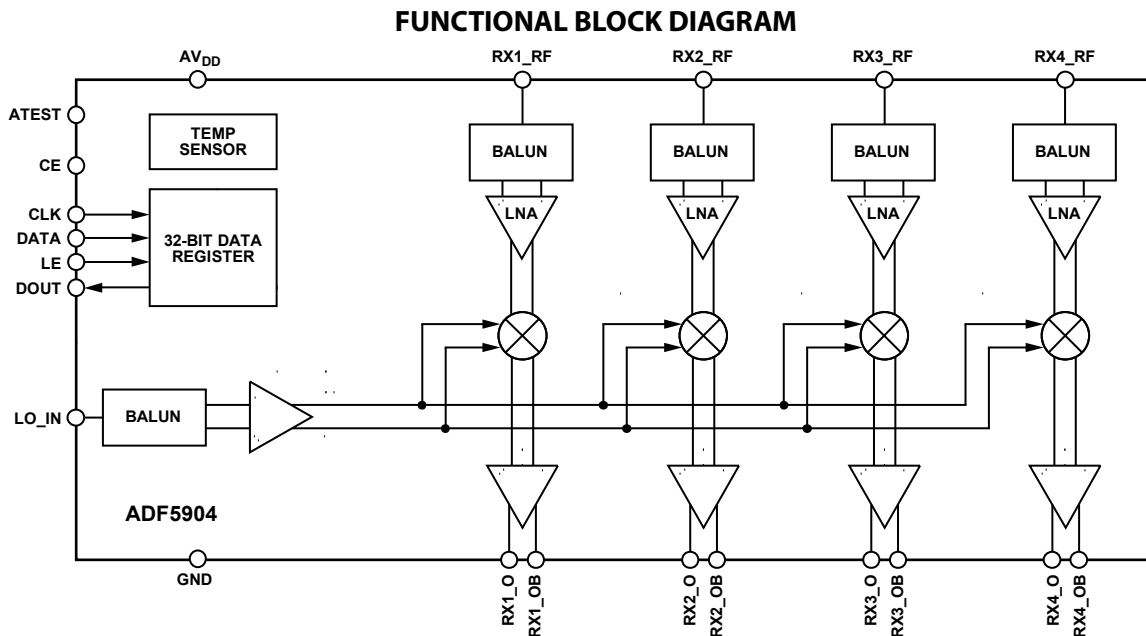 FUNCTIONAL BLOCK DIAGRAM
AVDD
RX1_RF
RX2_RF
RX3_RF
RX4_RF
ATEST
TEMP
SENSOR
BALUN
BALUN
BALUN
BALUN
CE
LNA
LNA
LNA
LNA
CLK
DATA
LE
DOUT
32-BIT DATA
REGISTER
LO_IN
BALUN
ADF5904
GND
RX1_O
RX1_OB
RX2_O
RX2_OB
RX3_O
RX3_OB
RX4_O
RX4_OB